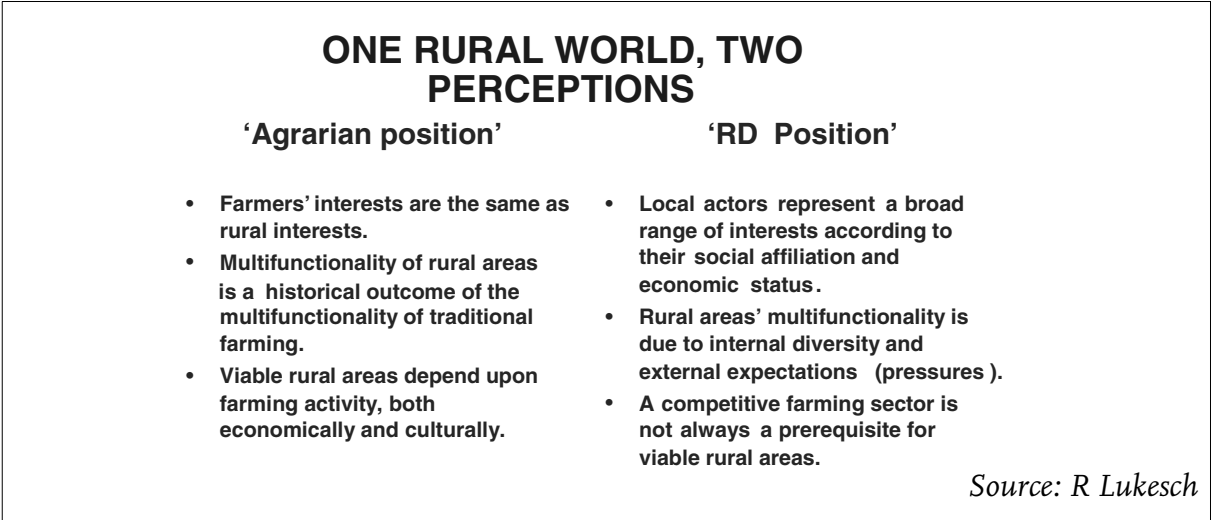 ONE RURAL WORLD, TWO
PERCEPTIONS
‘Agrarian position’
• Farmers’ interests are the same as
rural interests.
• Multifunctionality of rural areas
is a historical outcome of the
multifunctionality of traditional
farming.
• Viable rural areas depend upon
farming activity, both
economically and culturally.
‘RD Position’
• Local actors represent a broad
range of interests according to
their social affiliation and
economic status.
• Rural areas’ multifunctionality is
due to internal diversity and
external expectations (pressures ).
• A competitive farming sector is
not always a prerequisite for
viable rural areas.
Source: R Lukesch